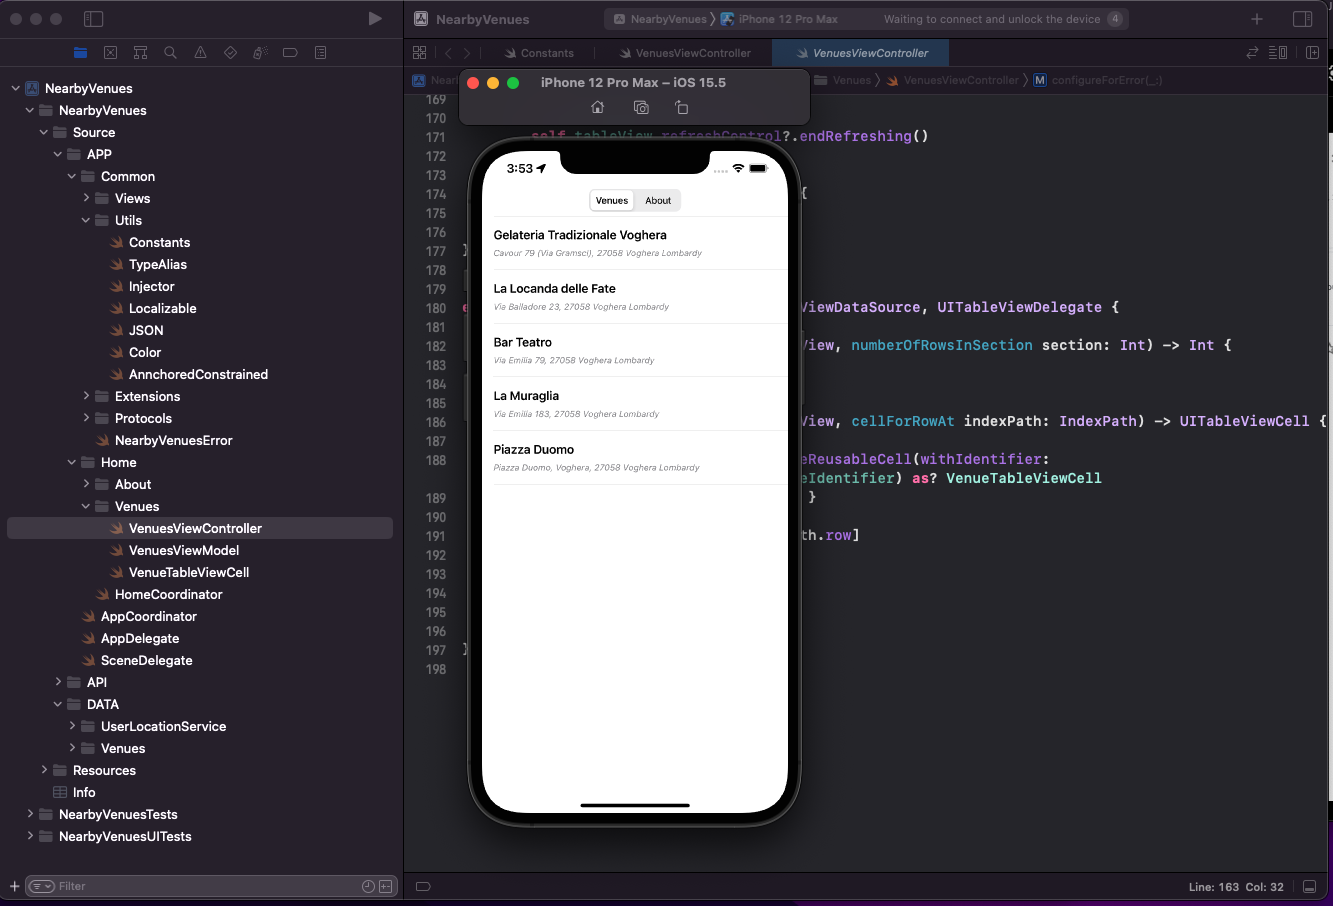 NearbyVenues
NearbyVenues
Source
APP
Common
Views
Utils
Constants
TypeAlias
Injector
Localizable
JSON
Color
AnnchoredConstrained
Extensions
Protocols
NearbyVenuesError
Home
About
Venues
VenuesViewController
VenuesViewModel
VenueTableViewCell
HomeCoordinator
AppCoordinator
AppDelegate
SceneDelegate
API
DATA
UserLocationService
Venues
Resources
Info
NearbyVenuesTests
NearbyVenuesUITests
Filter
NearbyVenues
NearbyVenues
iPhone 12 Pro Max
Waiting to connect and unlock the device 4
Constants
VenuesViewController
VenuesViewController
Venues
VenuesViewController
M configureForError(_:)
iPhone 12 Pro Max – iOS 15.5
3:53
Venues About
Gelateria Tradizionale Voghera
Cavour 79 (Via Gramsci), 27058 Voghera Lombardy
La Locanda delle Fate
Via Balladore 23, 27058 Voghera Lombardy
Bar Teatro
Via Emilia 79, 27058 Voghera Lombardy
La Muraglia
Via Emilia 183, 27058 Voghera Lombardy
Piazza Duomo
Piazza Duomo, Voghera, 27058 Voghera Lombardy
169
170
171 self.tableView.refreshControl?.endRefreshing()
172
173
174 {
175
176
177 }
178
179
180 ViewDataSource, UITableViewDelegate {
181
182 View, numberOfRowsInSection section: Int) -> Int {
183
184
185
186 View, cellForRowAt indexPath: IndexPath) -> UITableViewCell {
187
188 eReusableCell(withIdentifier:
eIdentifier) as? VenueTableViewCell
189 }
190
191 th.row]
192
193
194
195
196
197 }
198
Line: 163 Col: 32